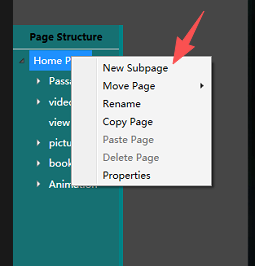 Page Structure
Home P
New Subpage
Passa
Move Page
video
Rename
view
Copy Page
pictur
Paste Page
book
Delete Page
Animation
Properties